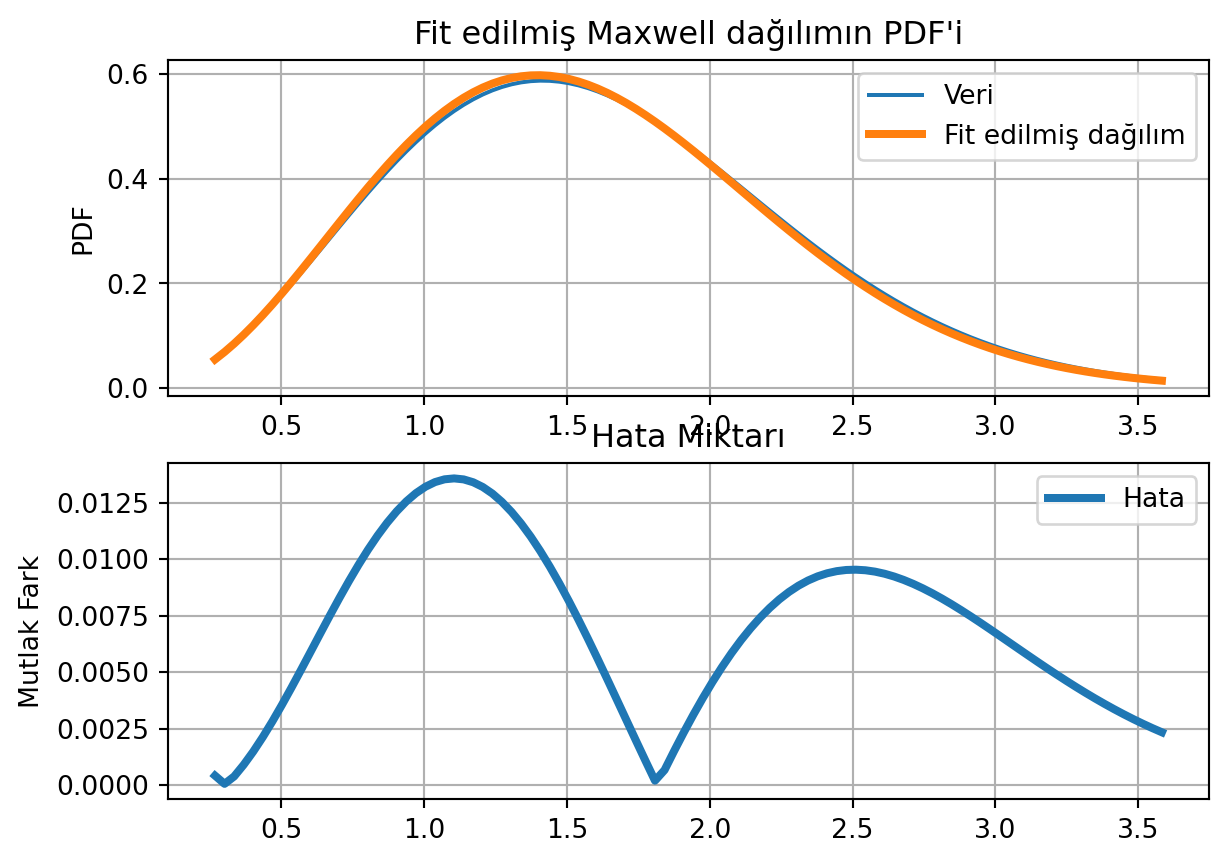 Fit edilmiş Maxwell dağılımın PDF'i
Veri
Fit edilmiş dağılım
PDF
0.6
0.4
0.2
0.0
0.5 1.0 1.5 2.0 2.5 3.0 3.5
Hata Miktarı
Hata
Mutlak Fark
0.0125
0.0100
0.0075
0.0050
0.0025
0.0000
0.5 1.0 1.5 2.0 2.5 3.0 3.5